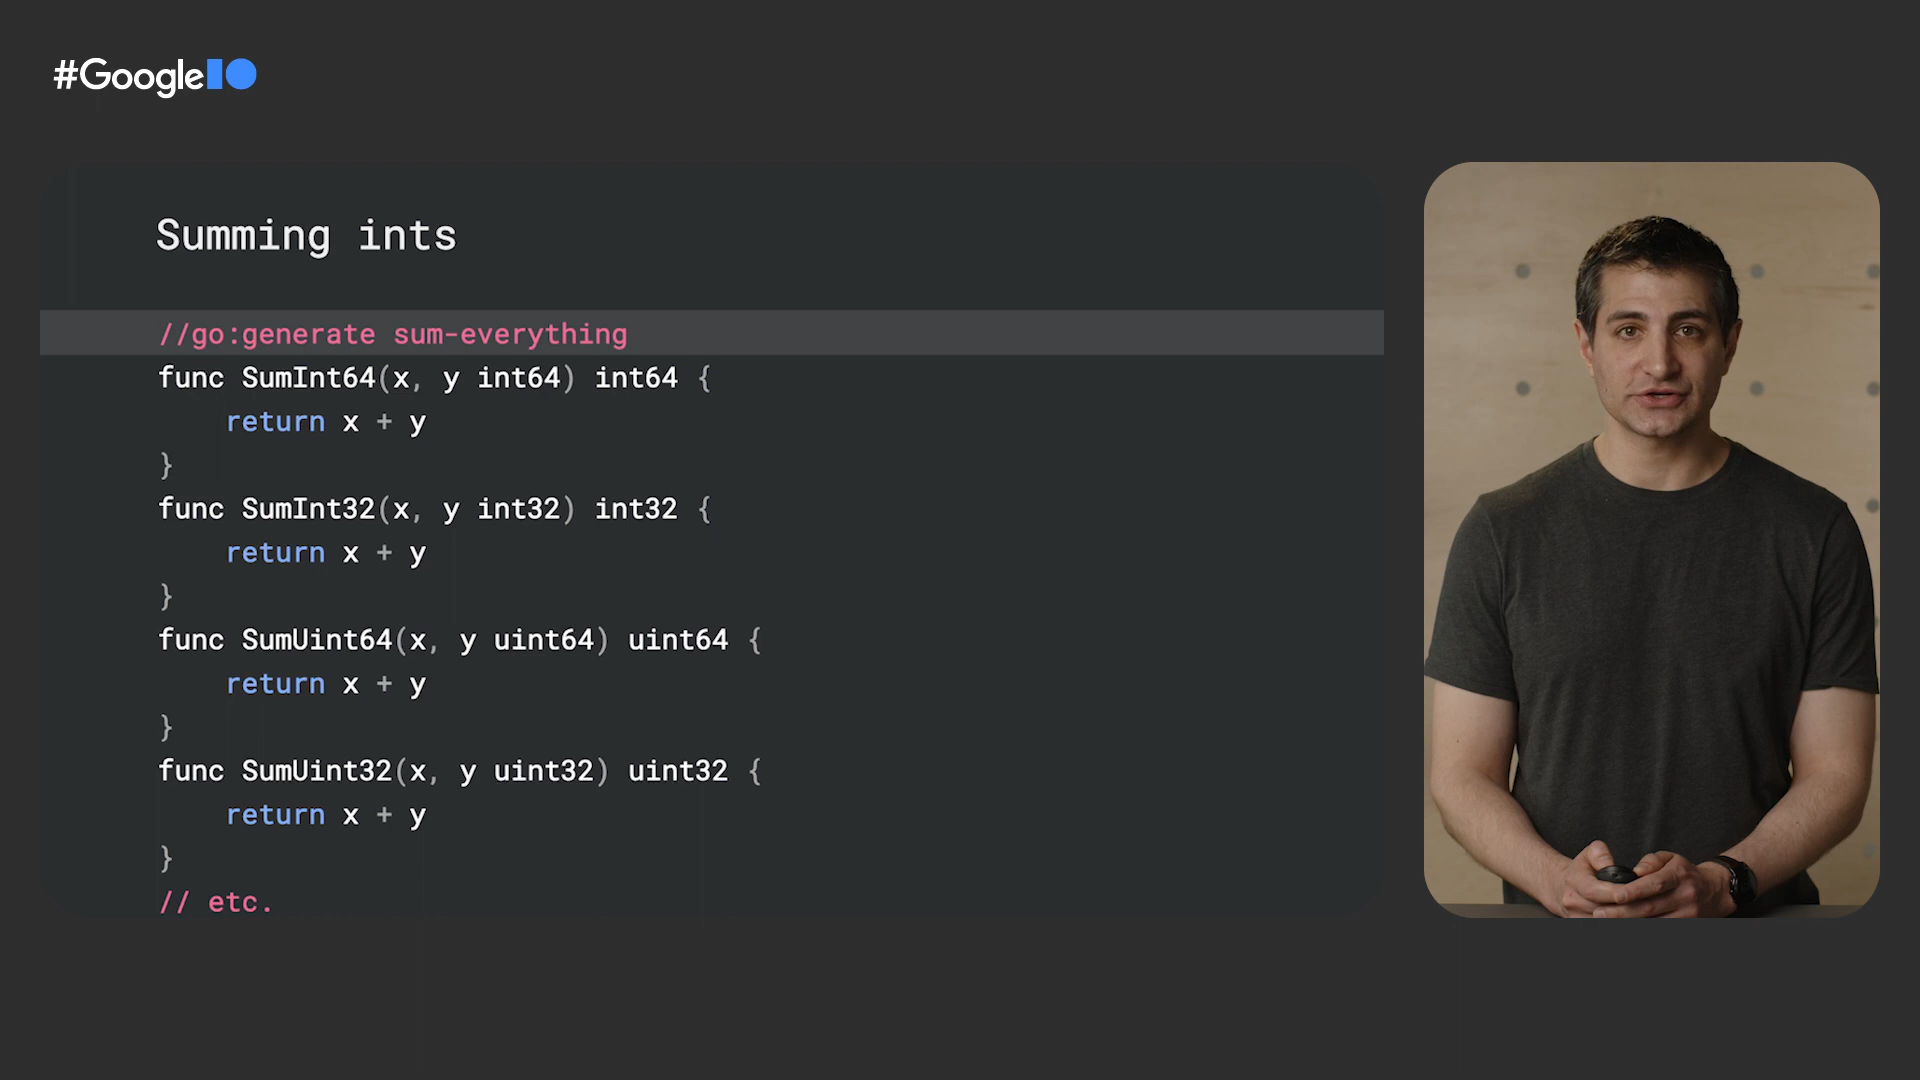 #GoogleIO
Summing ints
//go:generate sum-everything
func SumInt64(x, y int64) int64 {
    return x + y
}
func SumInt32(x, y int32) int32 {
    return x + y
}
func SumUint64(x, y uint64) uint64 {
    return x + y
}
func SumUint32(x, y uint32) uint32 {
    return x + y
}
// etc.